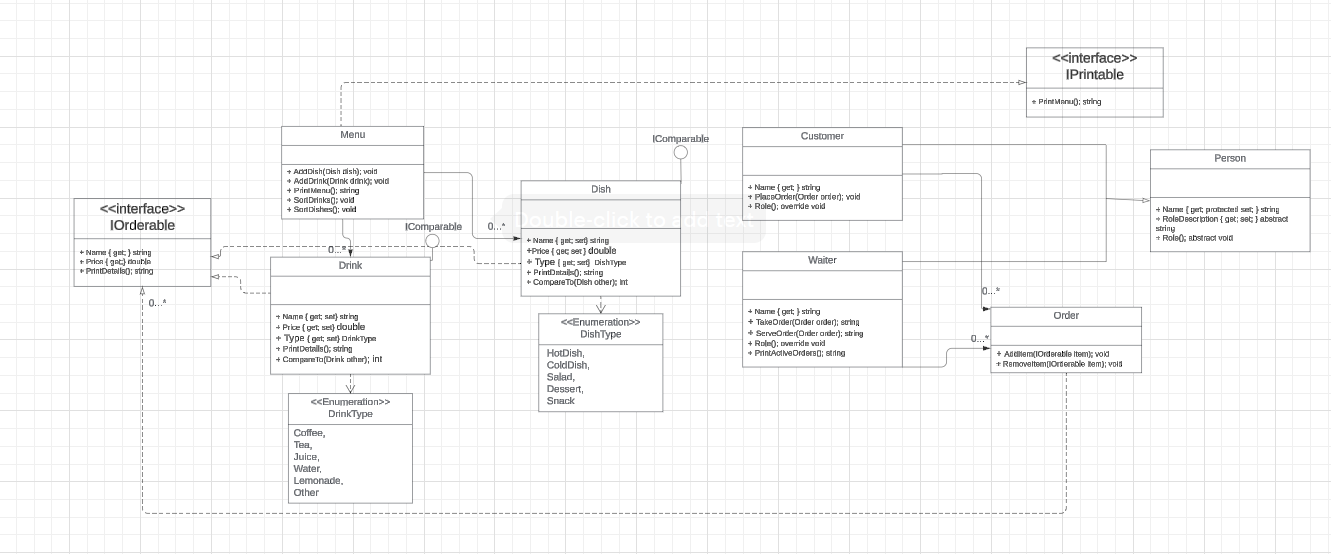 <<interface>>
IPrintable
+ PrintMenu(); string
Menu
+ AddDish(Dish dish); void
+ AddDrink(Drink drink); void
+ PrintMenu(); string
+ SortDrinks(); void
+ SortDishes(); void
IComparable
Customer
+ Name { get; } string
+ PlaceOrder(Order order); void
+ Role(); override void
Person
+ Name { get; protected set; } string
+ RoleDescription { get; set; } abstract
string
+ Role(); abstract void
<<interface>>
IOrderable
+ Name { get; } string
+ Price { get;} double
+ PrintDetails(); string
0...*
Dish
Double-click to add text
+ Name { get; set} string
+Price { get; set } double
+ Type { get; set} DishType
+ PrintDetails(); string
+ CompareTo(Dish other); int
0...*
IComparable
0...*
Drink
+ Name { get; set} string
+ Price { get; set} double
+ Type { get; set} DrinkType
+ PrintDetails(); string
+ CompareTo(Drink other); int
Waiter
+ Name { get; } string
+ TakeOrder(Order order); string
+ ServeOrder(Order order); string
+ Role(); override void
+ PrintActiveOrders(); string
0...*
0...*
Order
+ AddItem(IOrderable item); void
+ RemoveItem(IOrderable item); void
<<Enumeration>>
DishType
HotDish,
ColdDish,
Salad,
Dessert,
Snack
<<Enumeration>>
DrinkType
Coffee,
Tea,
Juice,
Water,
Lemonade,
Other